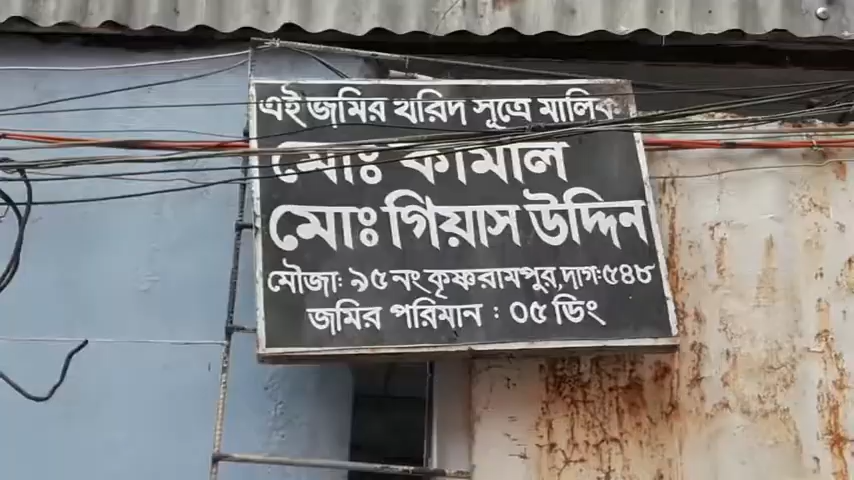 এই জমির খরিদ সূত্রে মালিক
মোঃ কামাল
মোঃ গিয়াস উদ্দিন
মৌজা: ৯৫ নং কৃষ্ণরামপুর, দাগ: ৫৪৮
জমির পরিমান : ০৫ ডিং